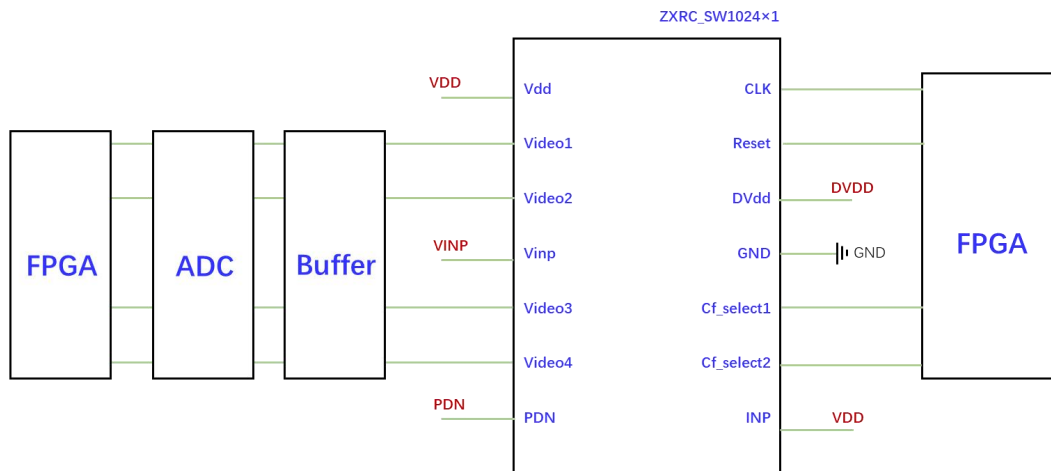 ZXRC_SW1024×1
VDD
Vdd
CLK
Video1
Reset
Video2
DVdd
DVDD
FPGA
ADC
Buffer
VINP
Vinp
GND
GND
FPGA
Video3
Cf_select1
Video4
Cf_select2
PDN
PDN
INP
VDD